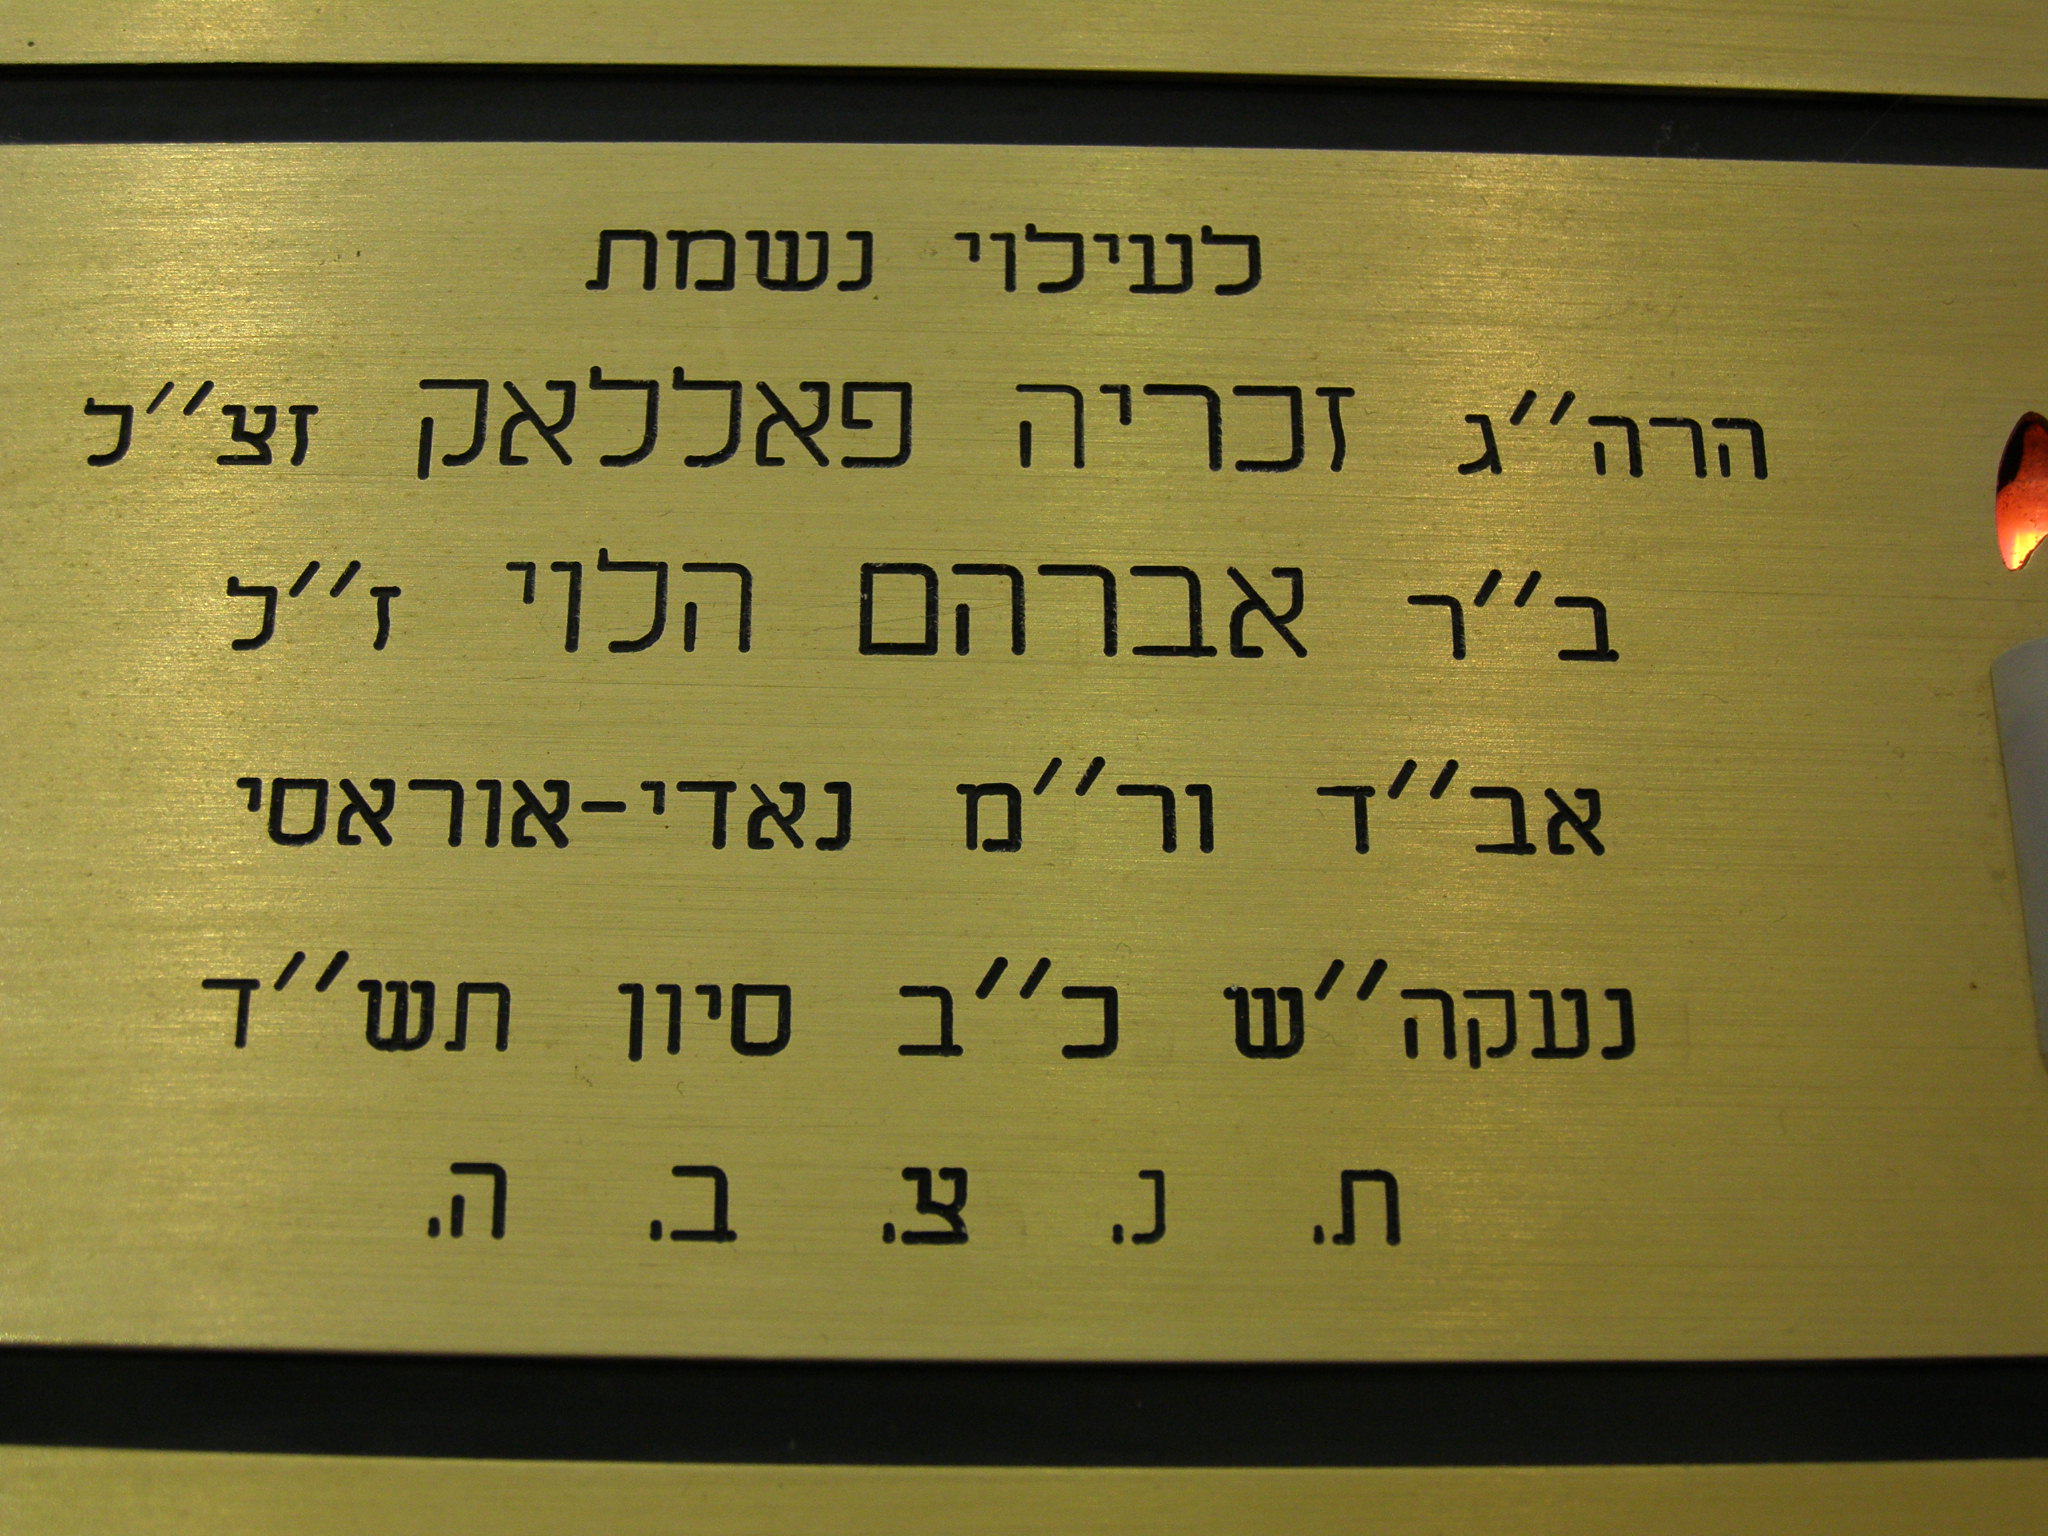 לעילוי נשמת
הרה״ג זכריה פאללאק זצ״ל
ב״ר אברהם הלוי ז״ל
אב״ד ור״מ נאדי-אוראסי
נעקה״ש כ״ב סיון תש״ד
ת. נ. צ. ב. ה.